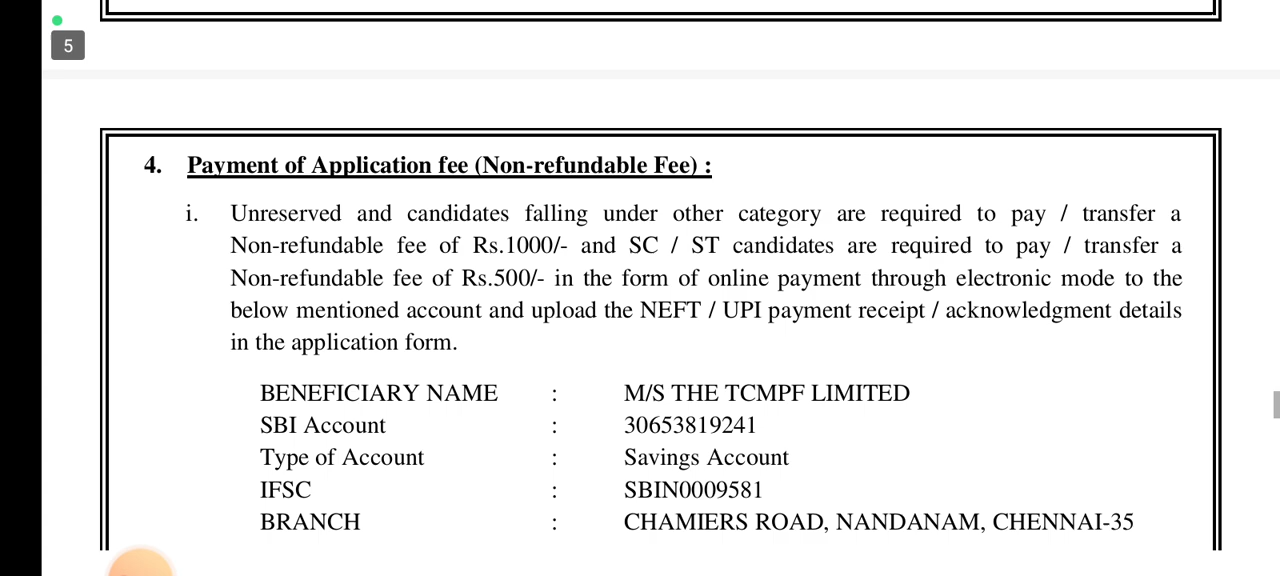 5
4. Payment of Application fee (Non-refundable Fee) :
i. Unreserved and candidates falling under other category are required to pay / transfer a
Non-refundable fee of Rs.1000/- and SC / ST candidates are required to pay / transfer a
Non-refundable fee of Rs.500/- in the form of online payment through electronic mode to the
below mentioned account and upload the NEFT / UPI payment receipt / acknowledgment details
in the application form.
BENEFICIARY NAME : M/S THE TCMPF LIMITED
SBI Account : 30653819241
Type of Account : Savings Account
IFSC : SBIN0009581
BRANCH : CHAMIERS ROAD, NANDANAM, CHENNAI-35